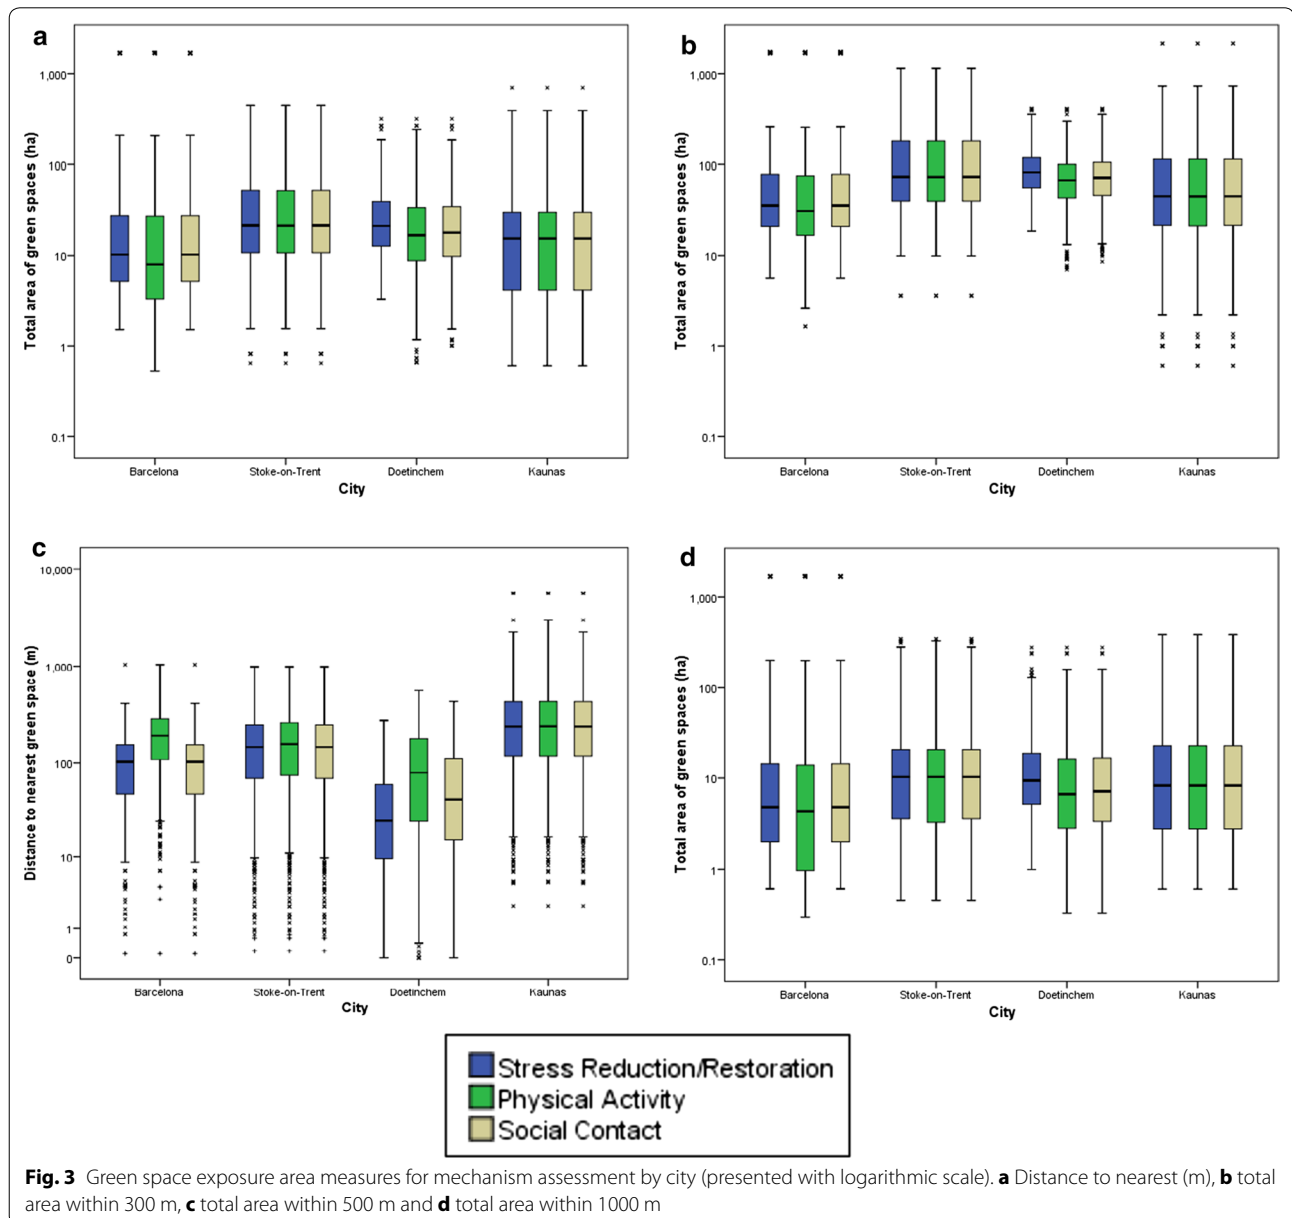 a
Total area of green spaces (ha)
1,000
100
10
1
0.1
Barcelona Stoke-on-Trent Doetinchem Kaunas
City
b
Total area of green spaces (ha)
1,000
100
10
1
0.1
Barcelona Stoke-on-Trent Doetinchem Kaunas
City
c
Distance to nearest green space (m)
10,000
1,000
100
10
1
0
Barcelona Stoke-on-Trent Doetinchem Kaunas
City
d
Total area of green spaces (ha)
1,000
100
10
1
0.1
Barcelona Stoke-on-Trent Doetinchem Kaunas
City
Stress Reduction/Restoration
Physical Activity
Social Contact
Fig. 3 Green space exposure area measures for mechanism assessment by city (presented with logarithmic scale). a Distance to nearest (m), b total
area within 300 m, c total area within 500 m and d total area within 1000 m